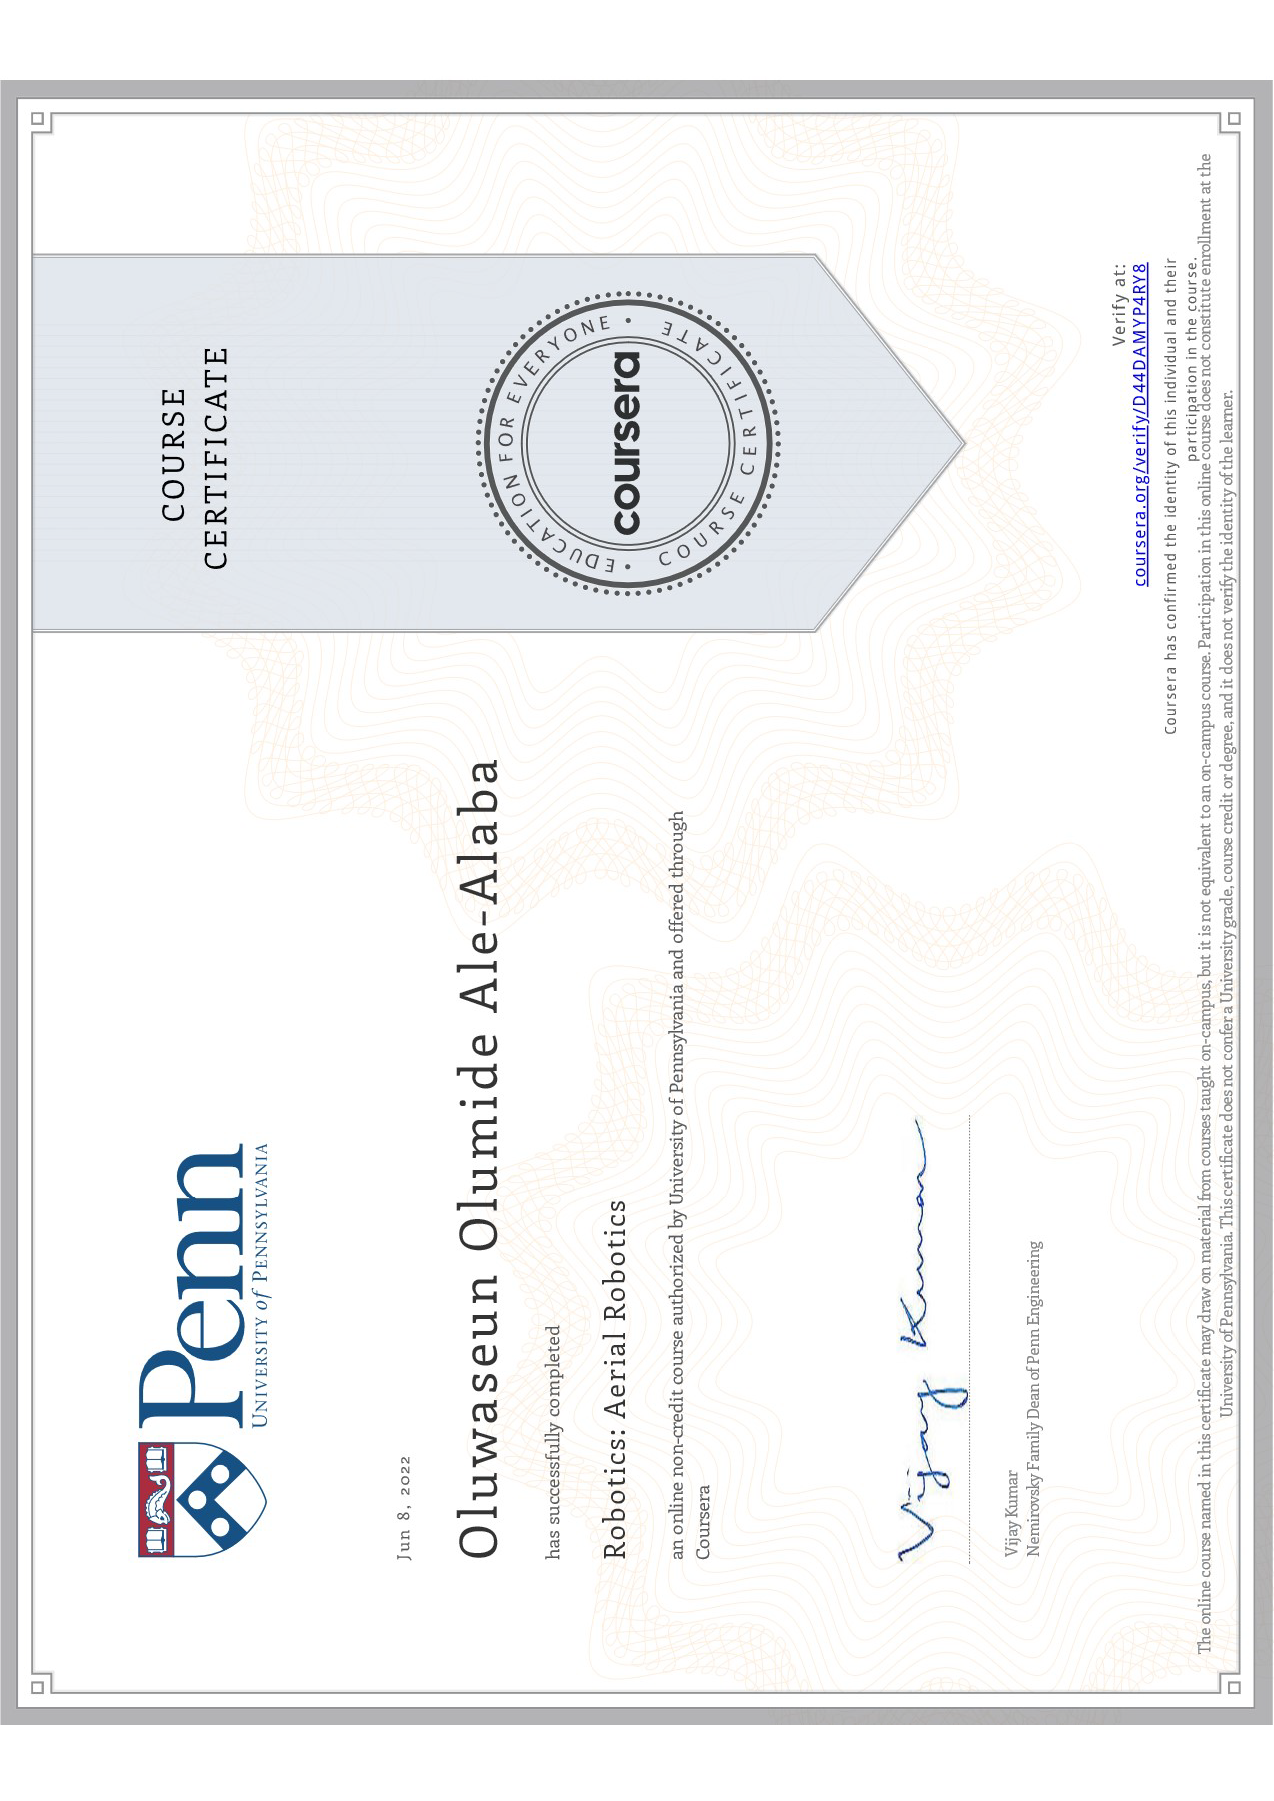 Penn
UNIVERSITY of PENNSYLVANIA
COURSE
CERTIFICATE
Jun 8, 2022
Oluwaseun Olumide Ale-Alaba
has successfully completed
Robotics: Aerial Robotics
an online non-credit course authorized by University of Pennsylvania and offered through
Coursera
EDUCATION FOR EVERYONE
coursera
COURSE CERTIFICATE
Vijay Kumar
Vijay Kumar
Nemirovsky Family Dean of Penn Engineering
Verify at:
coursera.org/verify/D44DAMYP4RY8
Coursera has confirmed the identity of this individual and their
participation in the course.
The online course named in this certificate may draw on material from courses taught on-campus, but it is not equivalent to an on-campus course. Participation in this online course does not constitute enrollment at the
University of Pennsylvania. This certificate does not confer a University grade, course credit or degree, and it does not verify the identity of the learner.